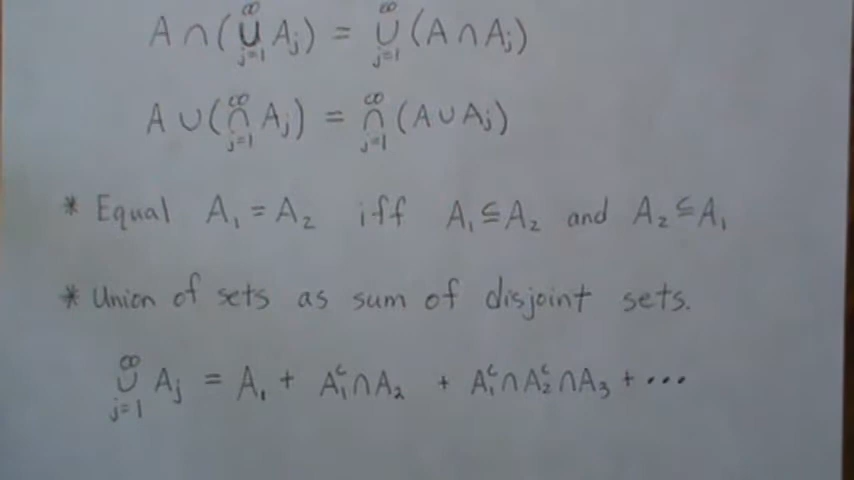 A ∩ (∪_{j=1}^{∞} A_j) = ∪_{j=1}^{∞} (A ∩ A_j)
A ∪ (∩_{j=1}^{∞} A_j) = ∩_{j=1}^{∞} (A ∪ A_j)
* Equal A₁ = A₂ iff A₁ ⊆ A₂ and A₂ ⊆ A₁
* Union of sets as sum of disjoint sets.
∪_{j=1}^{∞} A_j = A₁ + A₁ᶜ ∩ A₂ + A₁ᶜ ∩ A₂ᶜ ∩ A₃ + ...